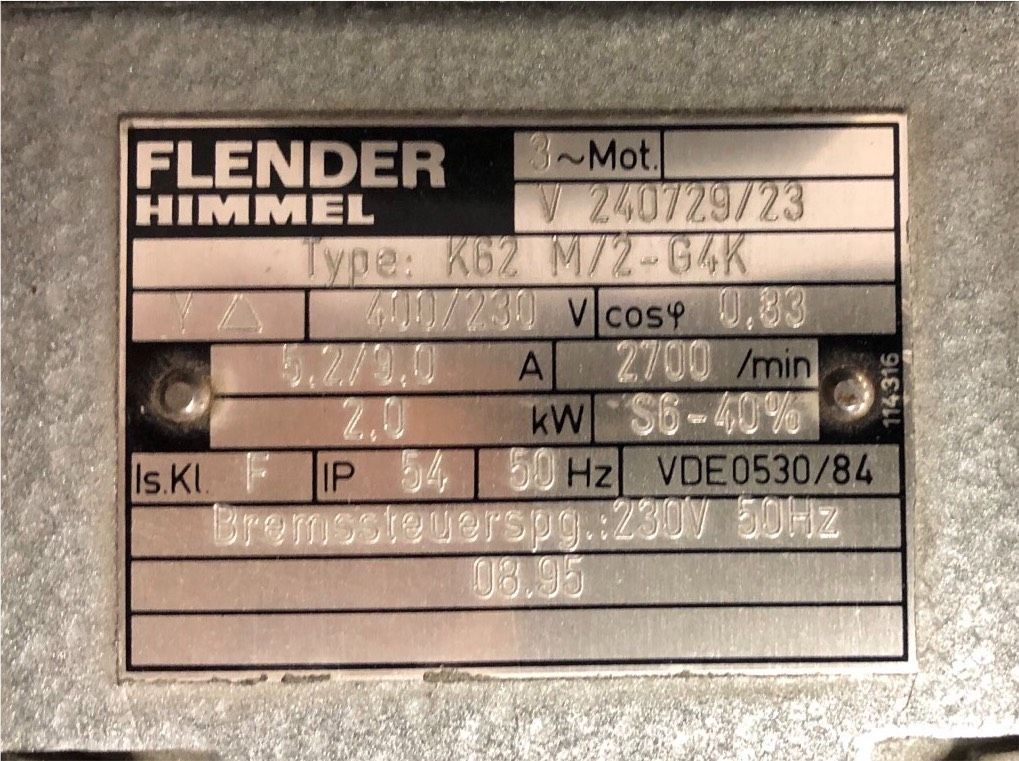 FLENDER
HIMMEL
3~Mot.
V 240729/23
Type: K62 M/2-G4K
Y △ 400/230 V cosφ 0.83
5,2/9,0 A 2700 /min
2,0 kW S6-40%
114316
Is.Kl. F IP 54 50 Hz VDE0530/84
Bremssteuerspg.:230V 50Hz
08.95